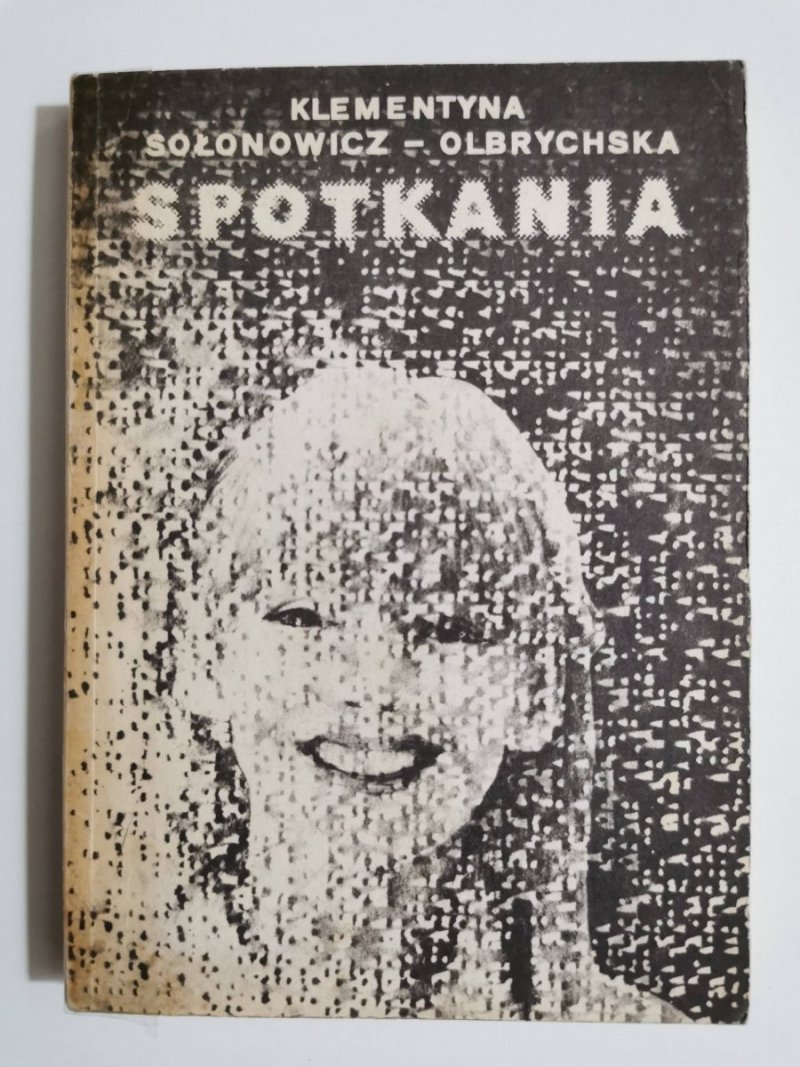 KLEMENTYNA
SOŁONOWICZ – OLBRYCHSKA
SPOTKANIA